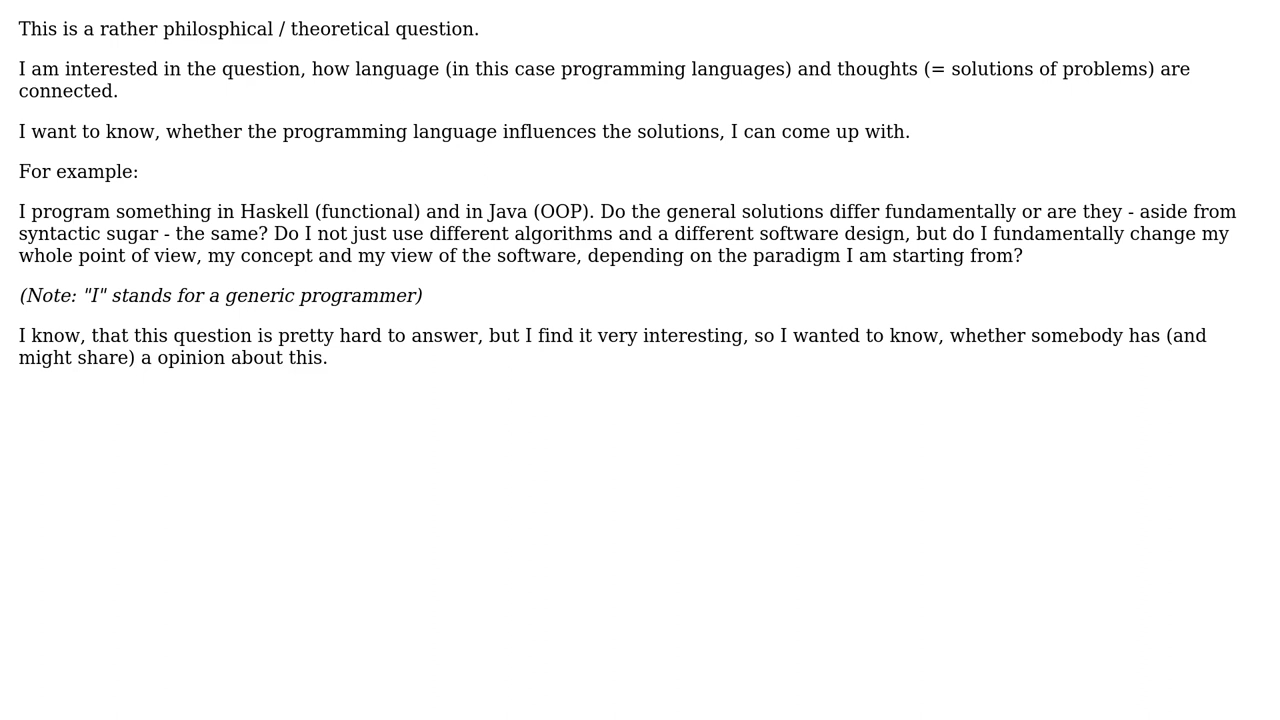 This is a rather philsphical / theoretical question.
I am interested in the question, how language (in this case programming languages) and thoughts (= solutions of problems) are
connected.
I want to know, whether the programming language influences the solutions, I can come up with.
For example:
I program something in Haskell (functional) and in Java (OOP). Do the general solutions differ fundamentally or are they - aside from
syntactic sugar - the same? Do I not just use different algorithms and a different software design, but do I fundamentally change my
whole point of view, my concept and my view of the software, depending on the paradigm I am starting from?
(Note: "I" stands for a generic programmer)
I know, that this question is pretty hard to answer, but I find it very interesting, so I wanted to know, whether somebody has (and
might share) a opinion about this.